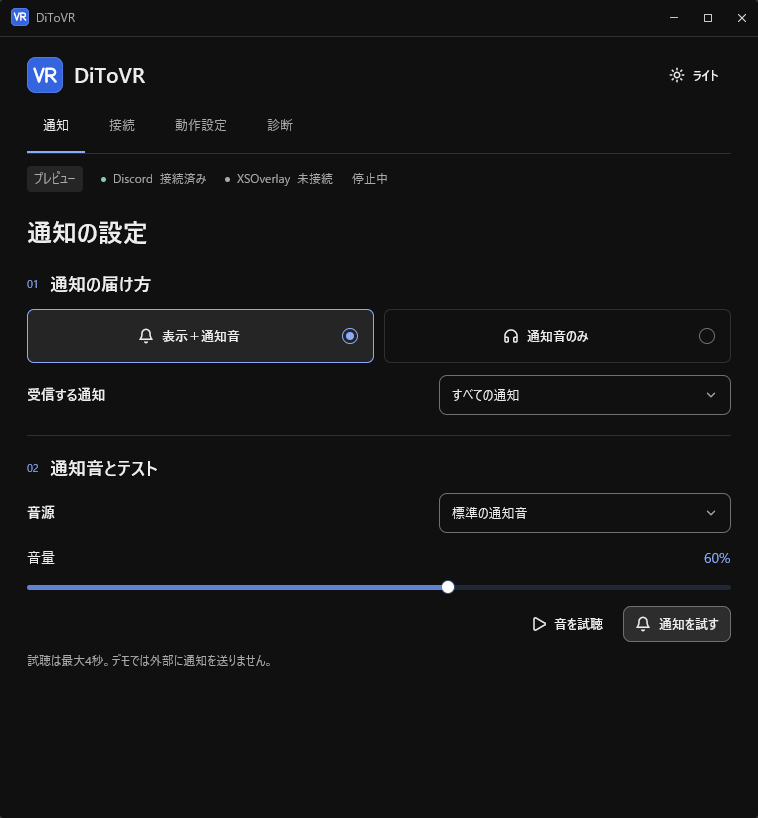 VR DiToVR
VR DiToVR ライト
通知 接続 動作設定 診断
プレビュー Discord 接続済み XSOverlay 未接続 停止中
通知の設定
01 通知の届け方
表示＋通知音 通知音のみ
受信する通知 すべての通知
02 通知音とテスト
音源 標準の通知音
音量 60%
音を試聴 通知を試す
試聴は最大4秒。デモでは外部に通知を送りません。